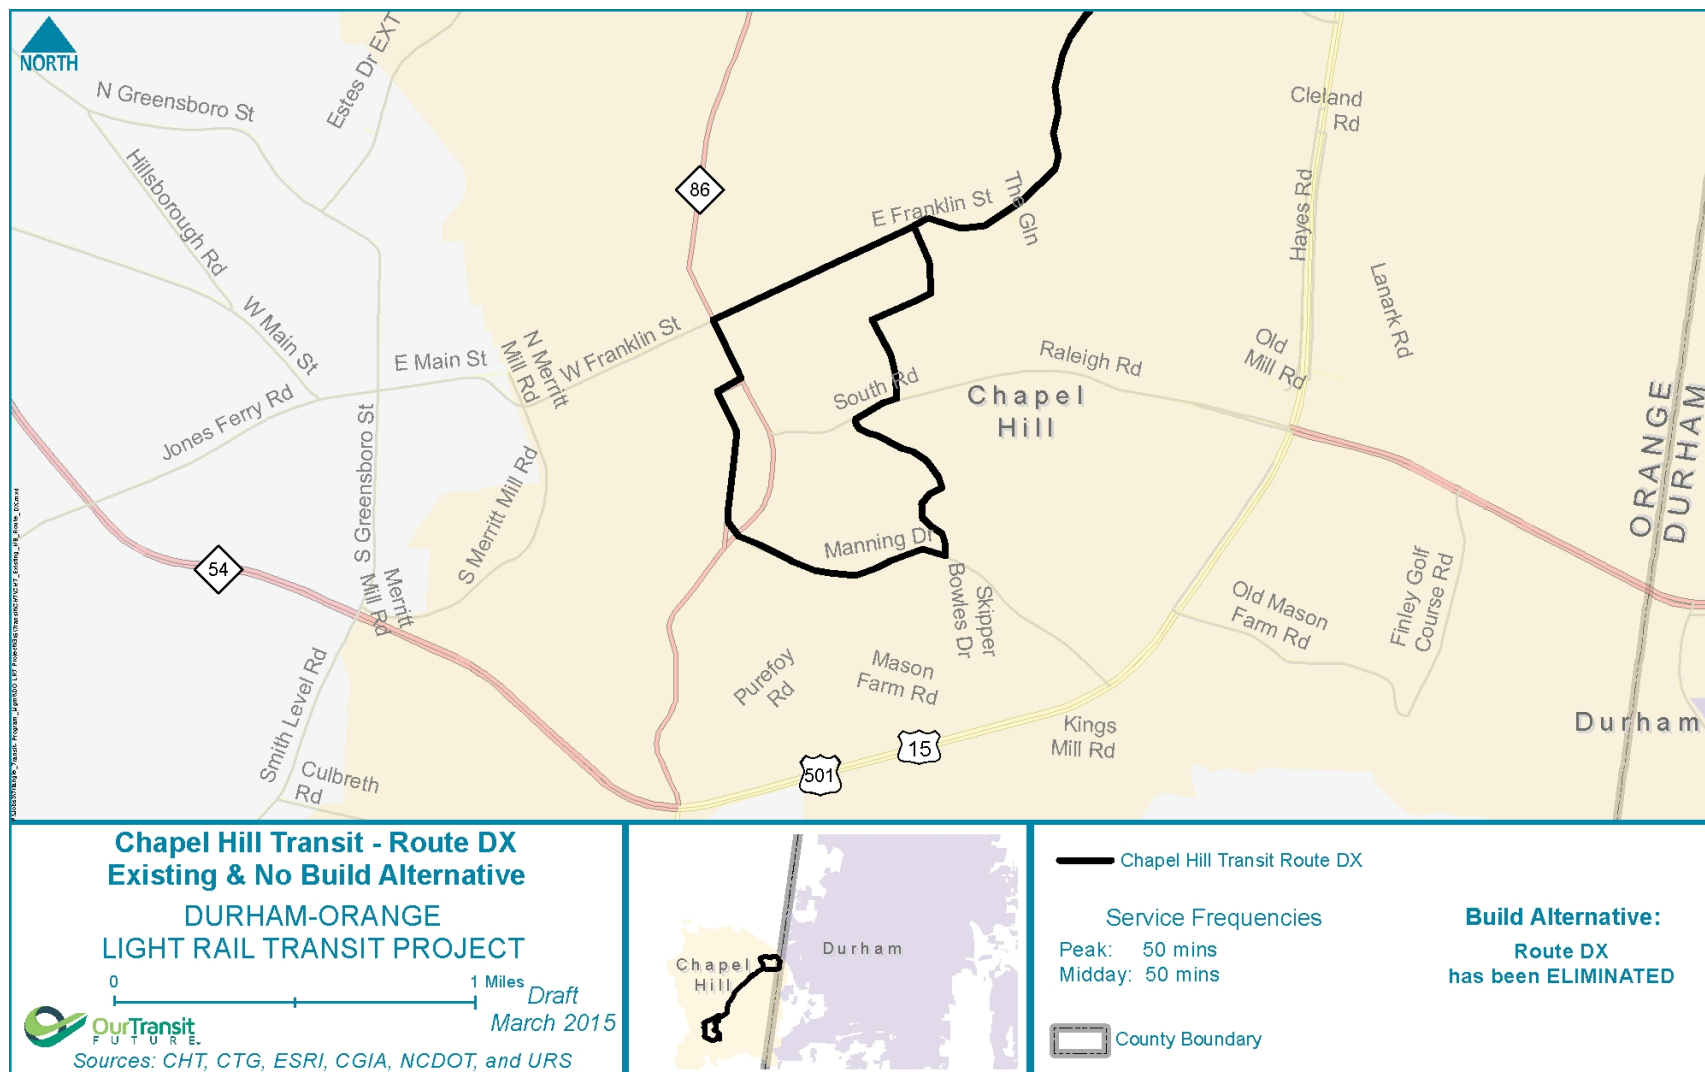 NORTH
N Greensboro St
Estes Dr EXT
Hillsborough Rd
W Main St
E Main St
Jones Ferry Rd
S Greensboro St
N Merritt
Mill Rd
W Franklin St
S Merritt Mill Rd
Merritt
Mill Rd
54
86
Smith Level Rd
Culbreth
Rd
E Franklin St
The Gln
Cleland
Rd
Hayes Rd
Lanark Rd
Old
Mill Rd
Raleigh Rd
South Rd
Chapel
Hill
Manning Dr
Bowles Dr
Skipper
Purefoy
Rd
Mason
Farm Rd
Kings
Mill Rd
15
501
Old Mason
Farm Rd
Finley Golf
Course Rd
ORANGE
DURHAM
Durham
Chapel Hill Transit - Route DX
Existing & No Build Alternative
DURHAM-ORANGE
LIGHT RAIL TRANSIT PROJECT
0 1 Miles
Draft
March 2015
OurTransit
FUTURE
Sources: CHT, CTG, ESRI, CGIA, NCDOT, and URS
Chapel
Hill
Durham
Chapel Hill Transit Route DX
Service Frequencies
Peak: 50 mins
Midday: 50 mins
County Boundary
Build Alternative:
Route DX
has been ELIMINATED